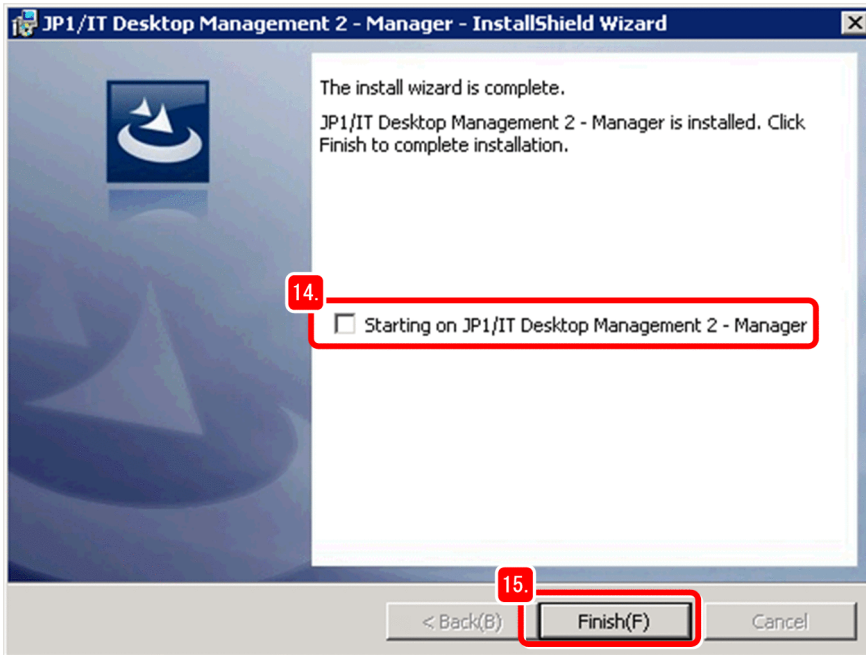 JP1/IT Desktop Management 2 - Manager - InstallShield Wizard
The install wizard is complete.
JP1/IT Desktop Management 2 - Manager is installed. Click
Finish to complete installation.
14.
Starting on JP1/IT Desktop Management 2 - Manager
15.
< Back(B)
Finish(F)
Cancel